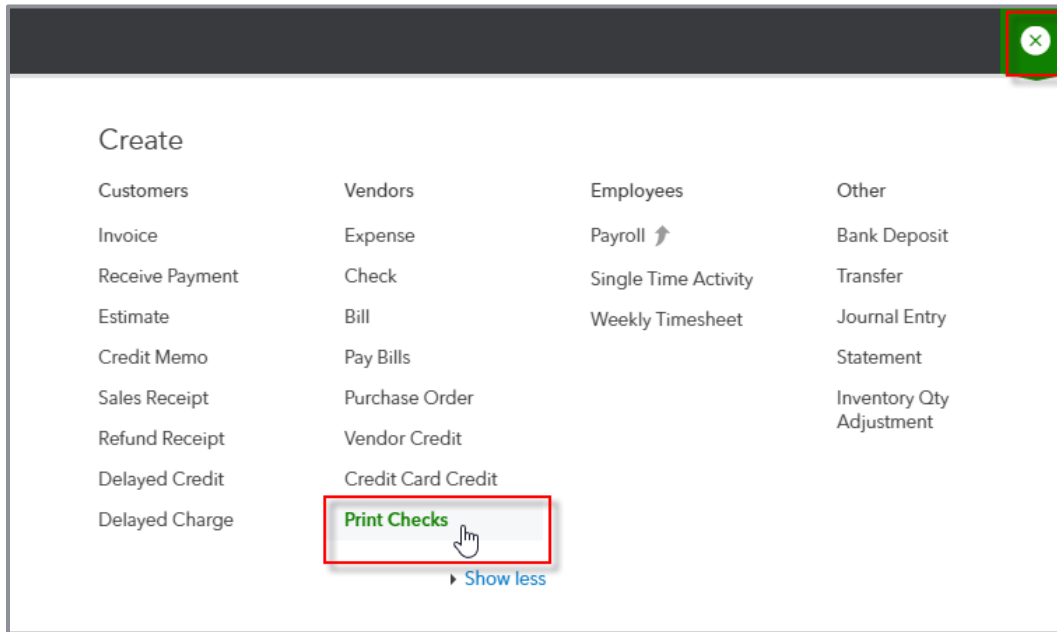 Create
Customers
Invoice
Receive Payment
Estimate
Credit Memo
Sales Receipt
Refund Receipt
Delayed Credit
Delayed Charge
Vendors
Expense
Check
Bill
Pay Bills
Purchase Order
Vendor Credit
Credit Card Credit
Print Checks
Show less
Employees
Payroll
Single Time Activity
Weekly Timesheet
Other
Bank Deposit
Transfer
Journal Entry
Statement
Inventory Qty
Adjustment